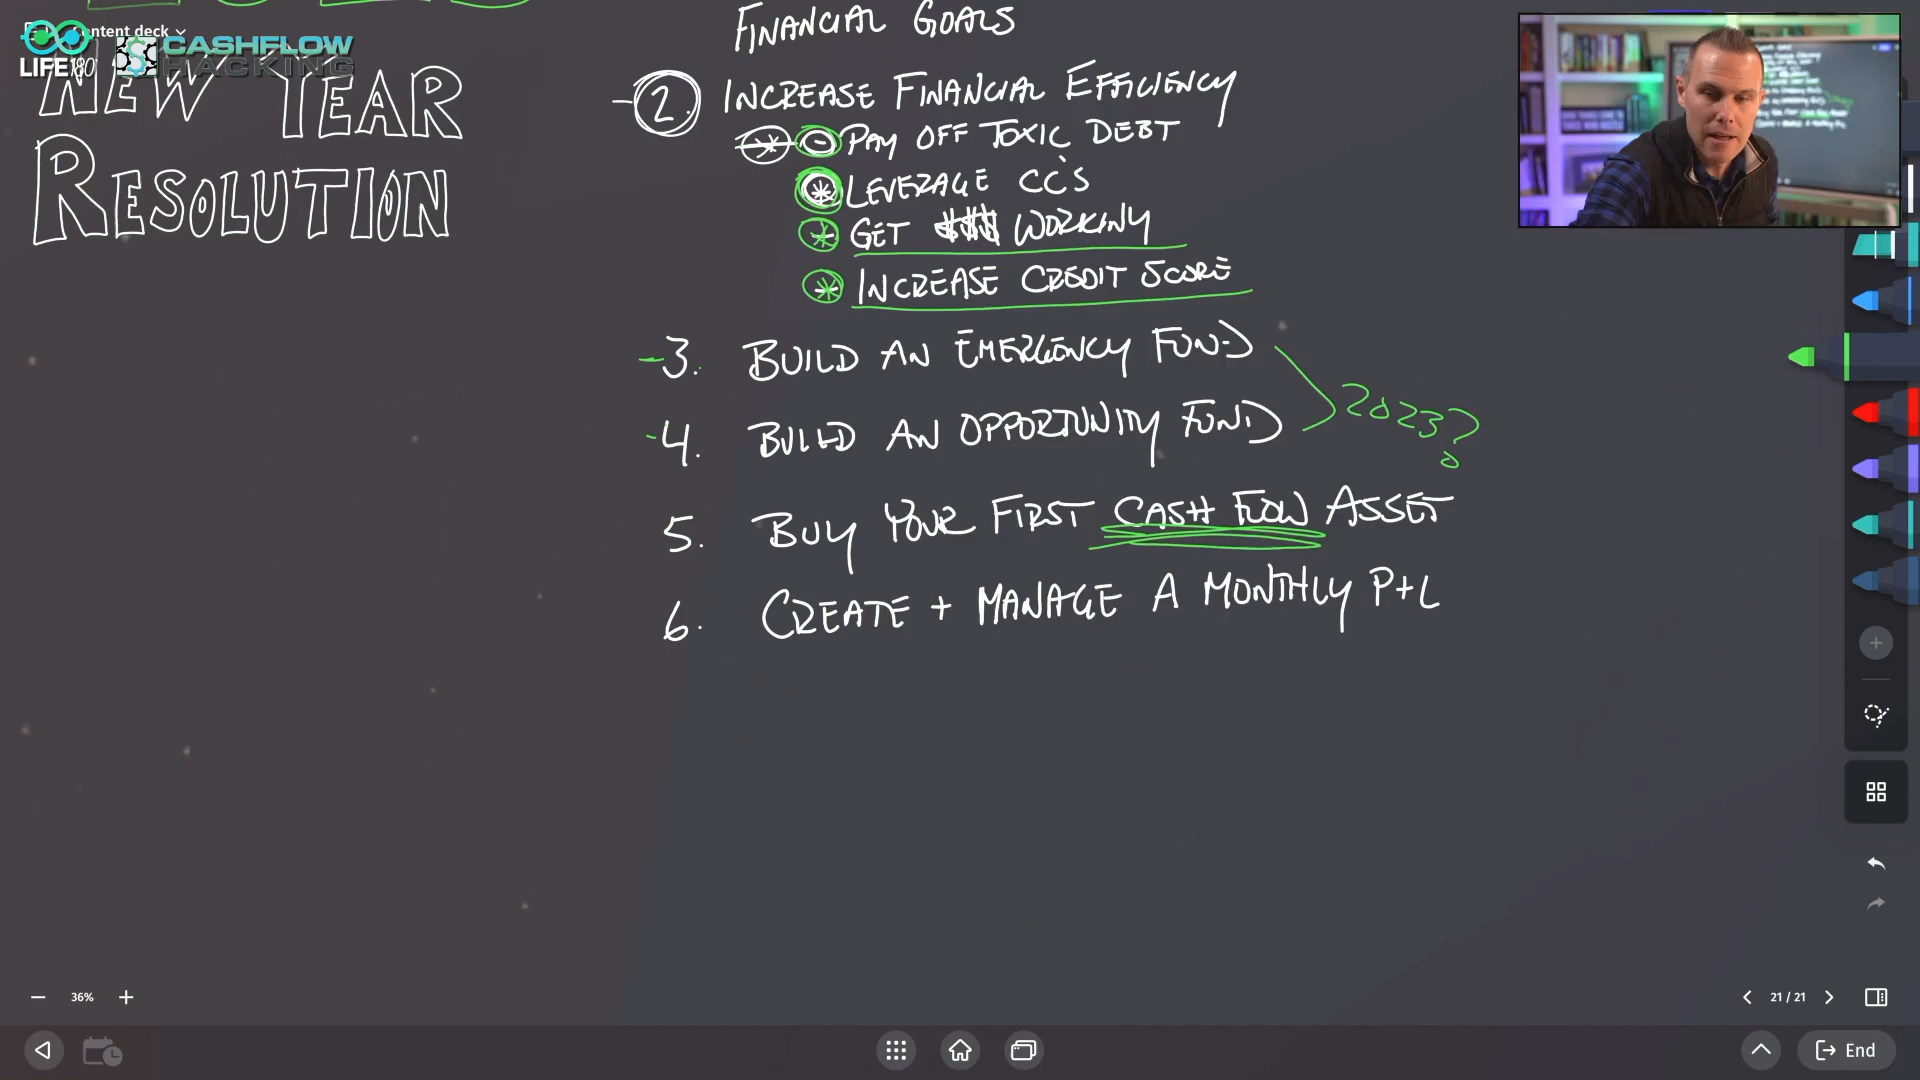 Content deck
LIFE 180
CASHFLOW
HACKING
NEW YEAR
RESOLUTION
FINANCIAL GOALS
2. INCREASE FINANCIAL EFFICIENCY
PAY OFF TOXIC DEBT
LEVERAGE CC'S
GET $$$ WORKING
INCREASE CREDIT SCORE
3. BUILD AN EMERGENCY FUND
4. BUILD AN OPPORTUNITY FUND
2023?
5. BUY YOUR FIRST CASH FLOW ASSET
6. CREATE + MANAGE A MONTHLY P+L
36%
21 / 21
End